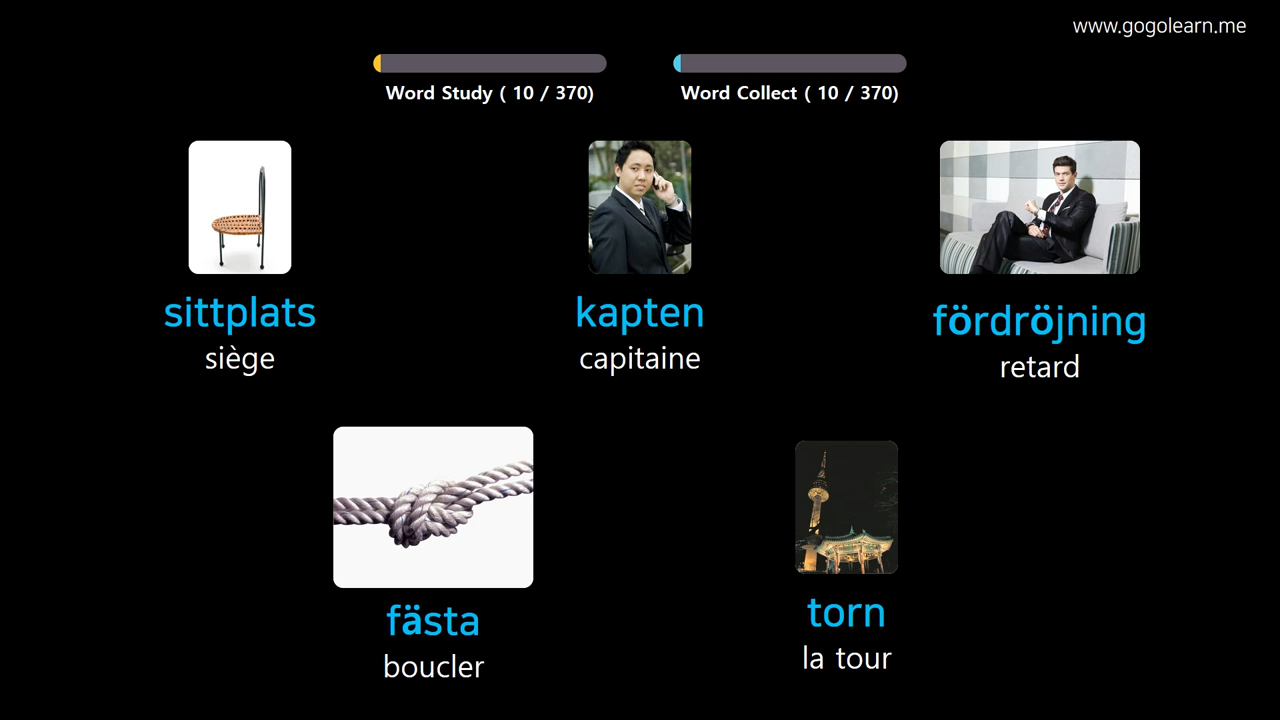 www.gogolearn.me
Word Study ( 10 / 370)
Word Collect ( 10 / 370)
sittplats
siège
kapten
capitaine
fördröjning
retard
fästa
boucler
torn
la tour